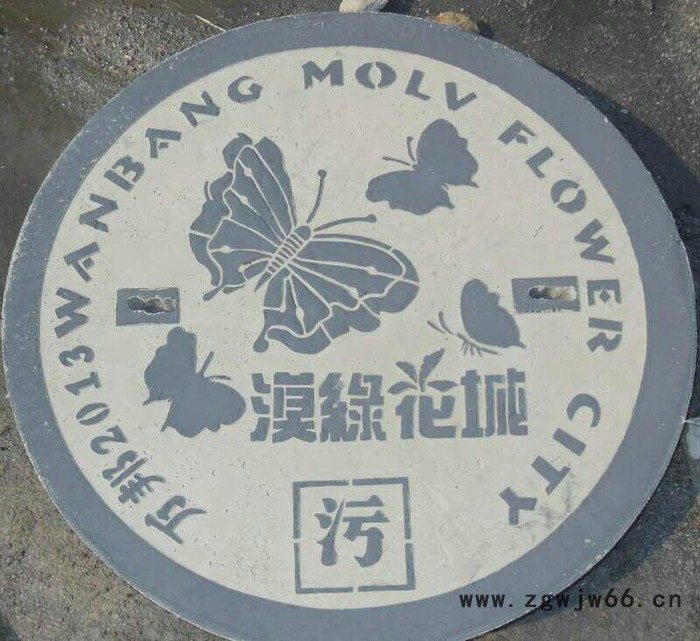 万邦2013WANBANG MOLV FLOWER CITY
漠綠花城
污
www.zgwjw66.cn